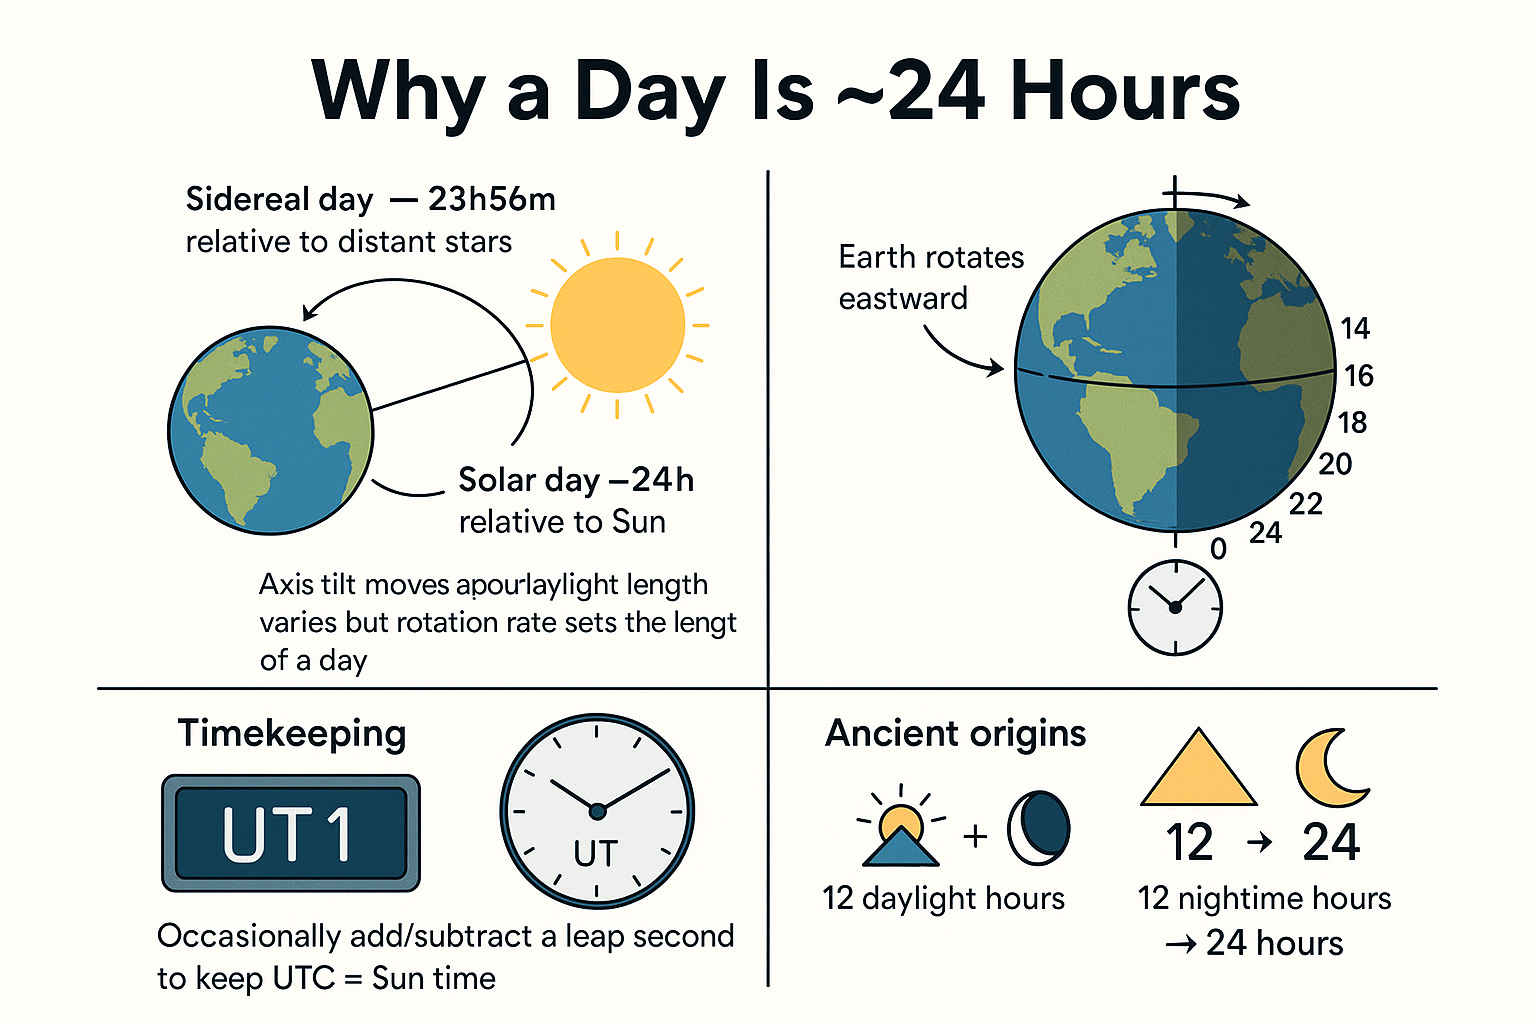 Why a Day Is ~24 Hours
Sidereal day — 23h56m
relative to distant stars
Solar day –24h
relative to Sun
Axis tilt moves apourlaylight length
varies but rotation rate sets the lengt
of a day
Earth rotates
eastward
14
16
18
20
22
24
0
Timekeeping
UT1
UT
Occasionally add/subtract a leap second
to keep UTC = Sun time
Ancient origins
+
12 daylight hours
12 → 24
12 nightime hours
→ 24 hours